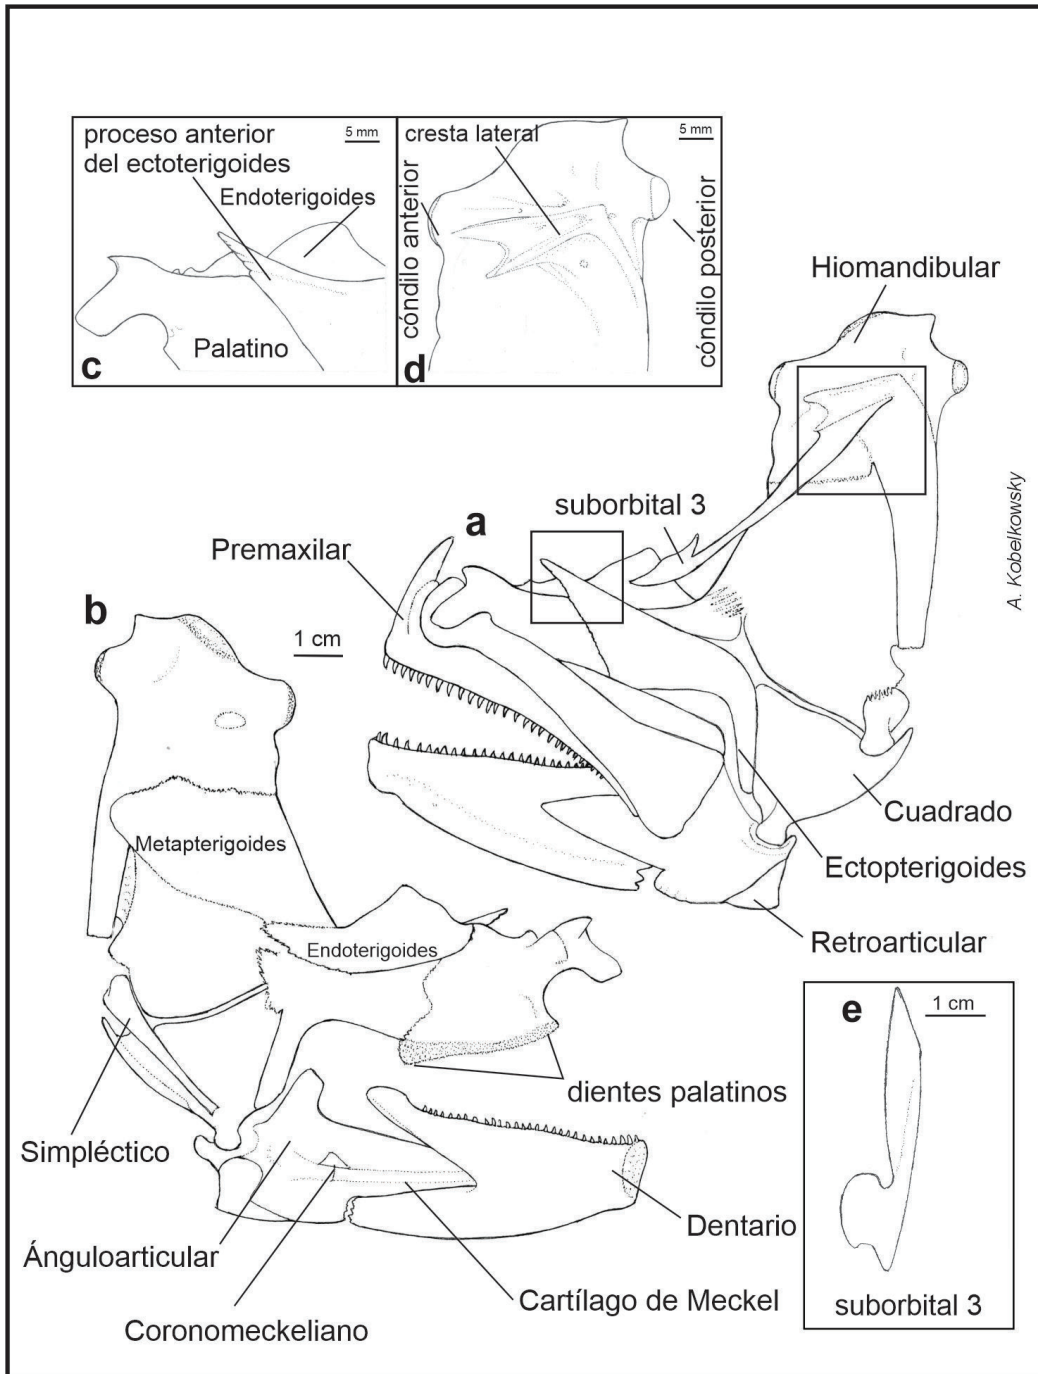 proceso anterior
del ectoterigoides
5 mm
Endoterigoides
Palatino
c
cresta lateral
5 mm
cóndilo anterior
cóndilo posterior
d
Hiomandibular
a
suborbital 3
Premaxilar
A. Kobelkowsky
b
1 cm
Metapterigoides
Endoterigoides
Cuadrado
Ectopterigoides
Retroarticular
dientes palatinos
Simpléctico
Dentario
Ánguloarticular
Cartílago de Meckel
Coronomeckeliano
e
1 cm
suborbital 3